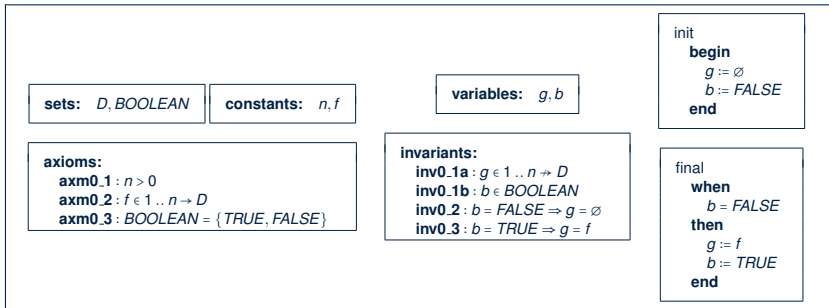 sets: D, BOOLEAN
constants: n, f
axioms:
axm0_1 : n > 0
axm0_2 : f ∈ 1 .. n → D
axm0_3 : BOOLEAN = {TRUE, FALSE}
variables: g, b
invariants:
inv0_1a : g ∈ 1 .. n ⇸ D
inv0_1b : b ∈ BOOLEAN
inv0_2 : b = FALSE ⇒ g = ∅
inv0_3 : b = TRUE ⇒ g = f
init
begin
g := ∅
b := FALSE
end
final
when
b = FALSE
then
g := f
b := TRUE
end